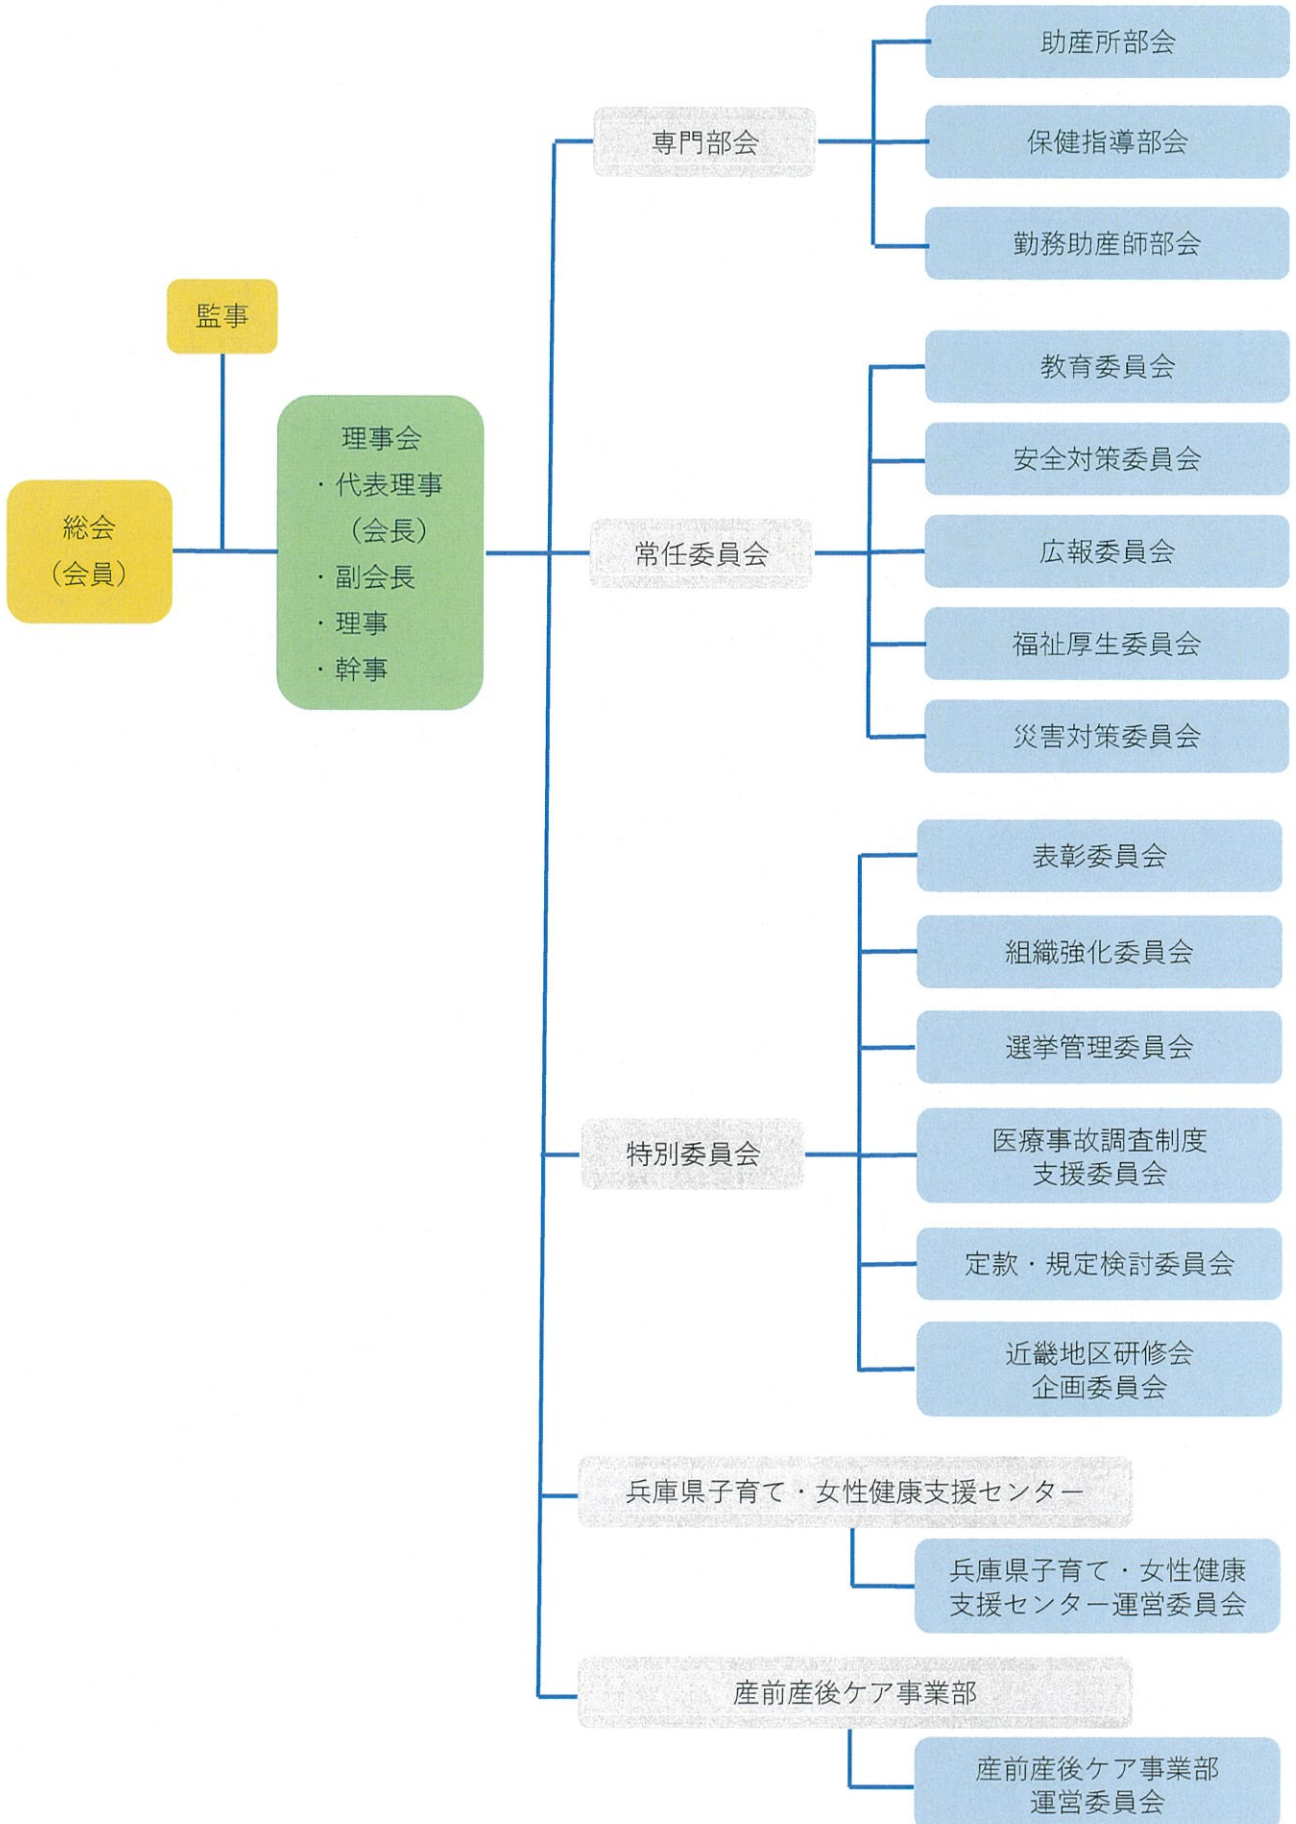 監事
総会
（会員）
理事会
・代表理事
（会長）
・副会長
・理事
・幹事
専門部会
助産所部会
保健指導部会
勤務助産師部会
常任委員会
教育委員会
安全対策委員会
広報委員会
福祉厚生委員会
災害対策委員会
特別委員会
表彰委員会
組織強化委員会
選挙管理委員会
医療事故調査制度
支援委員会
定款・規定検討委員会
近畿地区研修会
企画委員会
兵庫県子育て・女性健康支援センター
兵庫県子育て・女性健康
支援センター運営委員会
産前産後ケア事業部
産前産後ケア事業部
運営委員会